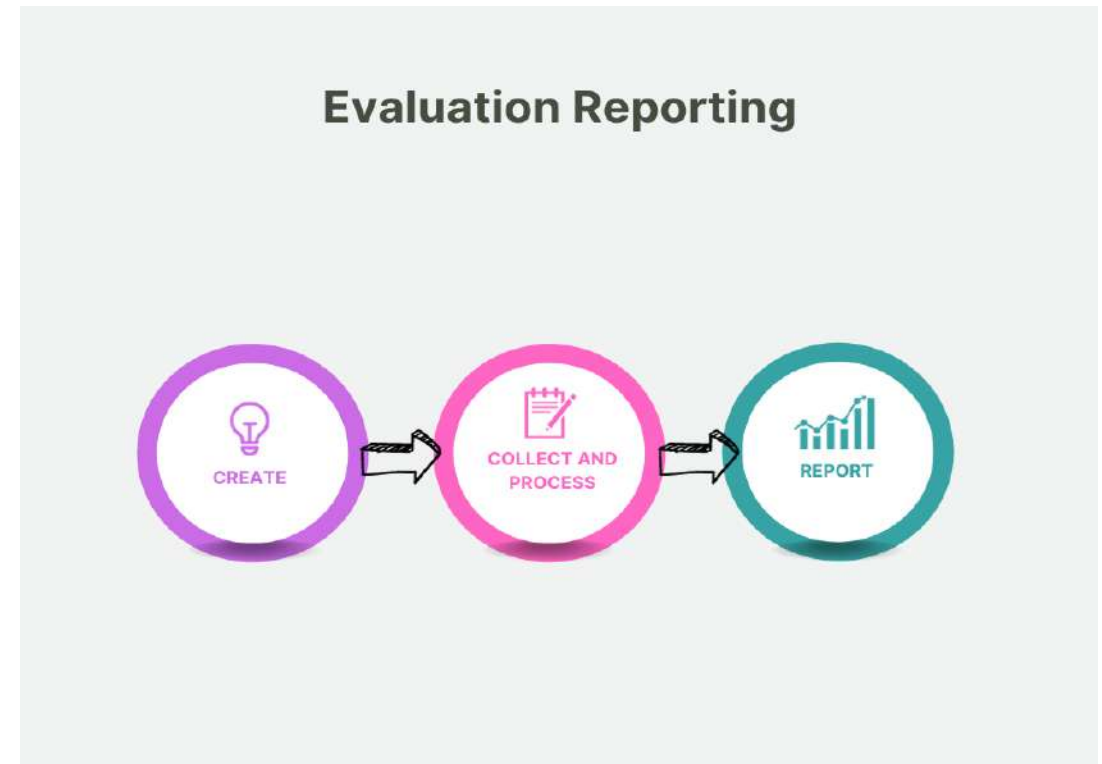 Evaluation Reporting
CREATE
COLLECT AND
PROCESS
REPORT